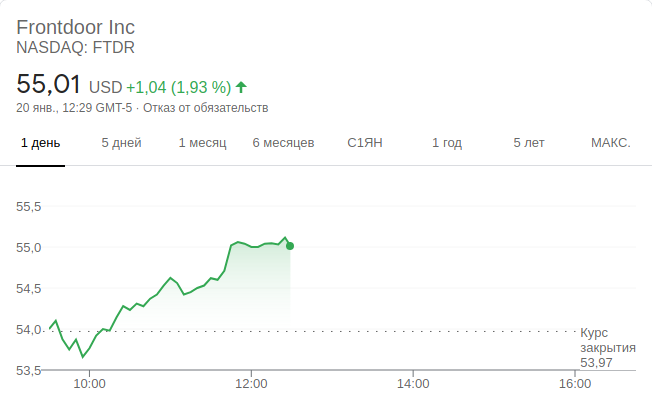 Frontdoor Inc
NASDAQ: FTDR
55,01 USD +1,04 (1,93 %)
20 янв., 12:29 GMT-5 · Отказ от обязательств
1 день 5 дней 1 месяц 6 месяцев С1ЯН 1 год 5 лет МАКС.
55,5
55,0
54,5
54,0
Курс
закрытия
53,97
53,5
10:00 12:00 14:00 16:00